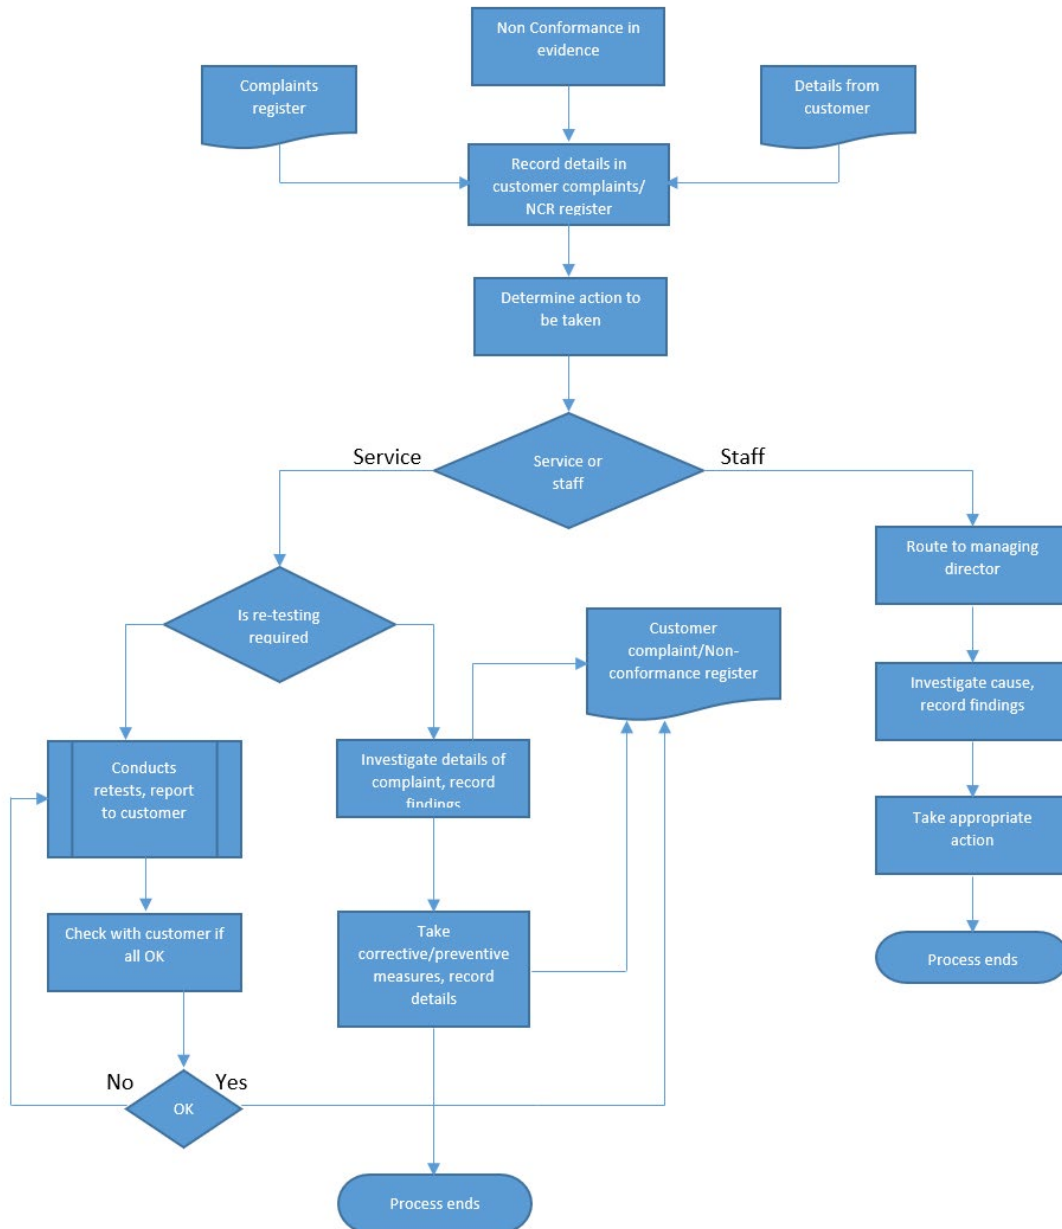 Non Conformance in
evidence
Complaints
register
Details from
customer
Record details in
customer complaints/
NCR register
Determine action to
be taken
Service
Service or
staff
Staff
Route to managing
director
Is re-testing
required
Customer
complaint/Non-
conformance register
Investigate cause,
record findings
Conducts
retests, report
to customer
Investigate details of
complaint, record
findings
Take appropriate
action
Check with customer if
all OK
Take
corrective/preventive
measures, record
details
Process ends
No
Yes
OK
Process ends